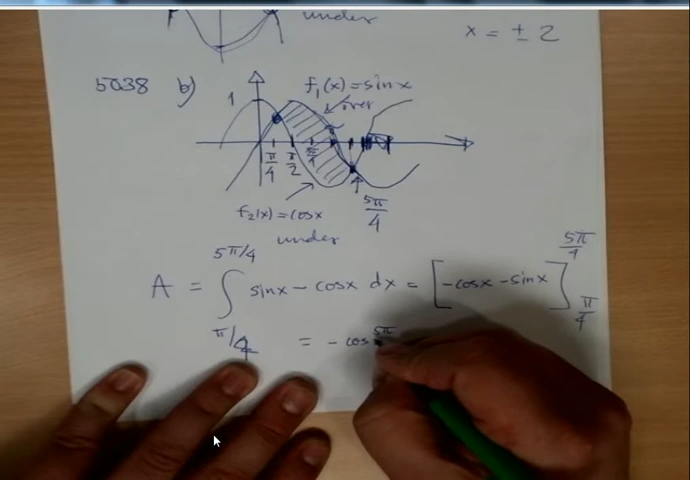 under
x = ± 2
5038 b)
f₁(x) = sin x
1
over
π/4 π/2
5π/4
f₂(x) = cos x
under
A = ∫ sin x − cos x dx = [−cos x − sin x]
5π/4
π/4
5π/4
π/4
= − cos 5π